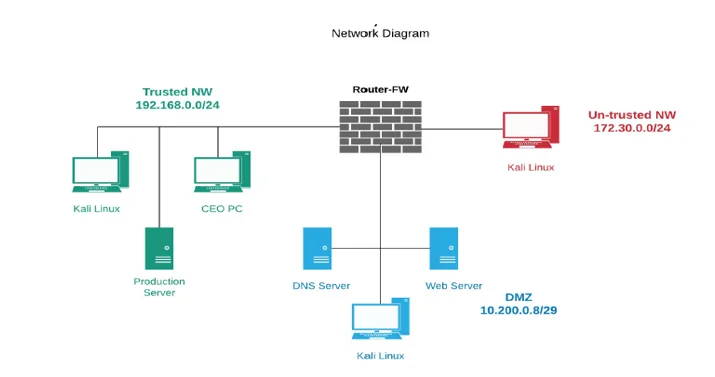 Network Diagram
Router-FW
Trusted NW
192.168.0.0/24
Un-trusted NW
172.30.0.0/24
Kali Linux
Kali Linux
CEO PC
Production
Server
DNS Server
Web Server
DMZ
10.200.0.8/29
Kali Linux